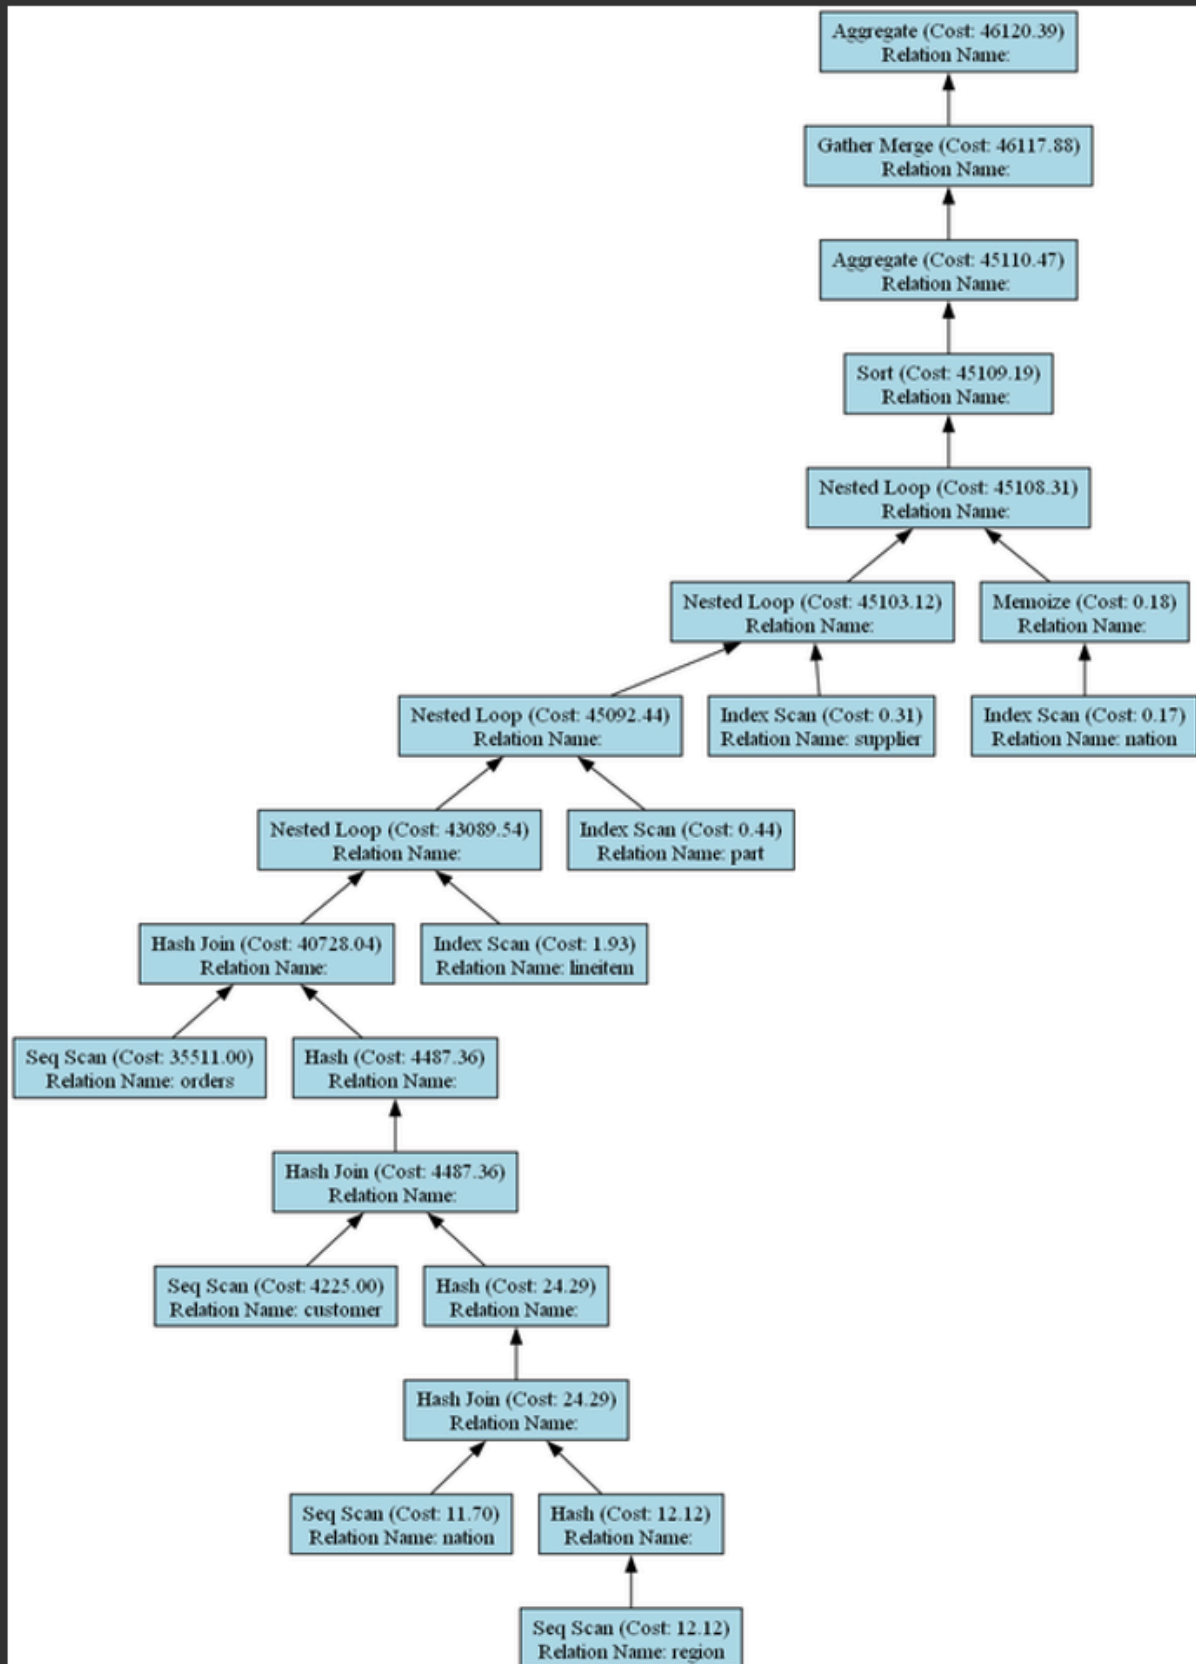 Aggregate (Cost: 46120.39)
Relation Name:
Gather Merge (Cost: 46117.88)
Relation Name:
Aggregate (Cost: 45110.47)
Relation Name:
Sort (Cost: 45109.19)
Relation Name:
Nested Loop (Cost: 45108.31)
Relation Name:
Nested Loop (Cost: 45103.12)
Relation Name:
Memoize (Cost: 0.18)
Relation Name:
Nested Loop (Cost: 45092.44)
Relation Name:
Index Scan (Cost: 0.31)
Relation Name: supplier
Index Scan (Cost: 0.17)
Relation Name: nation
Nested Loop (Cost: 43089.54)
Relation Name:
Index Scan (Cost: 0.44)
Relation Name: part
Hash Join (Cost: 40728.04)
Relation Name:
Index Scan (Cost: 1.93)
Relation Name: lineitem
Seq Scan (Cost: 35511.00)
Relation Name: orders
Hash (Cost: 4487.36)
Relation Name:
Hash Join (Cost: 4487.36)
Relation Name:
Seq Scan (Cost: 4225.00)
Relation Name: customer
Hash (Cost: 24.29)
Relation Name:
Hash Join (Cost: 24.29)
Relation Name:
Seq Scan (Cost: 11.70)
Relation Name: nation
Hash (Cost: 12.12)
Relation Name:
Seq Scan (Cost: 12.12)
Relation Name: region